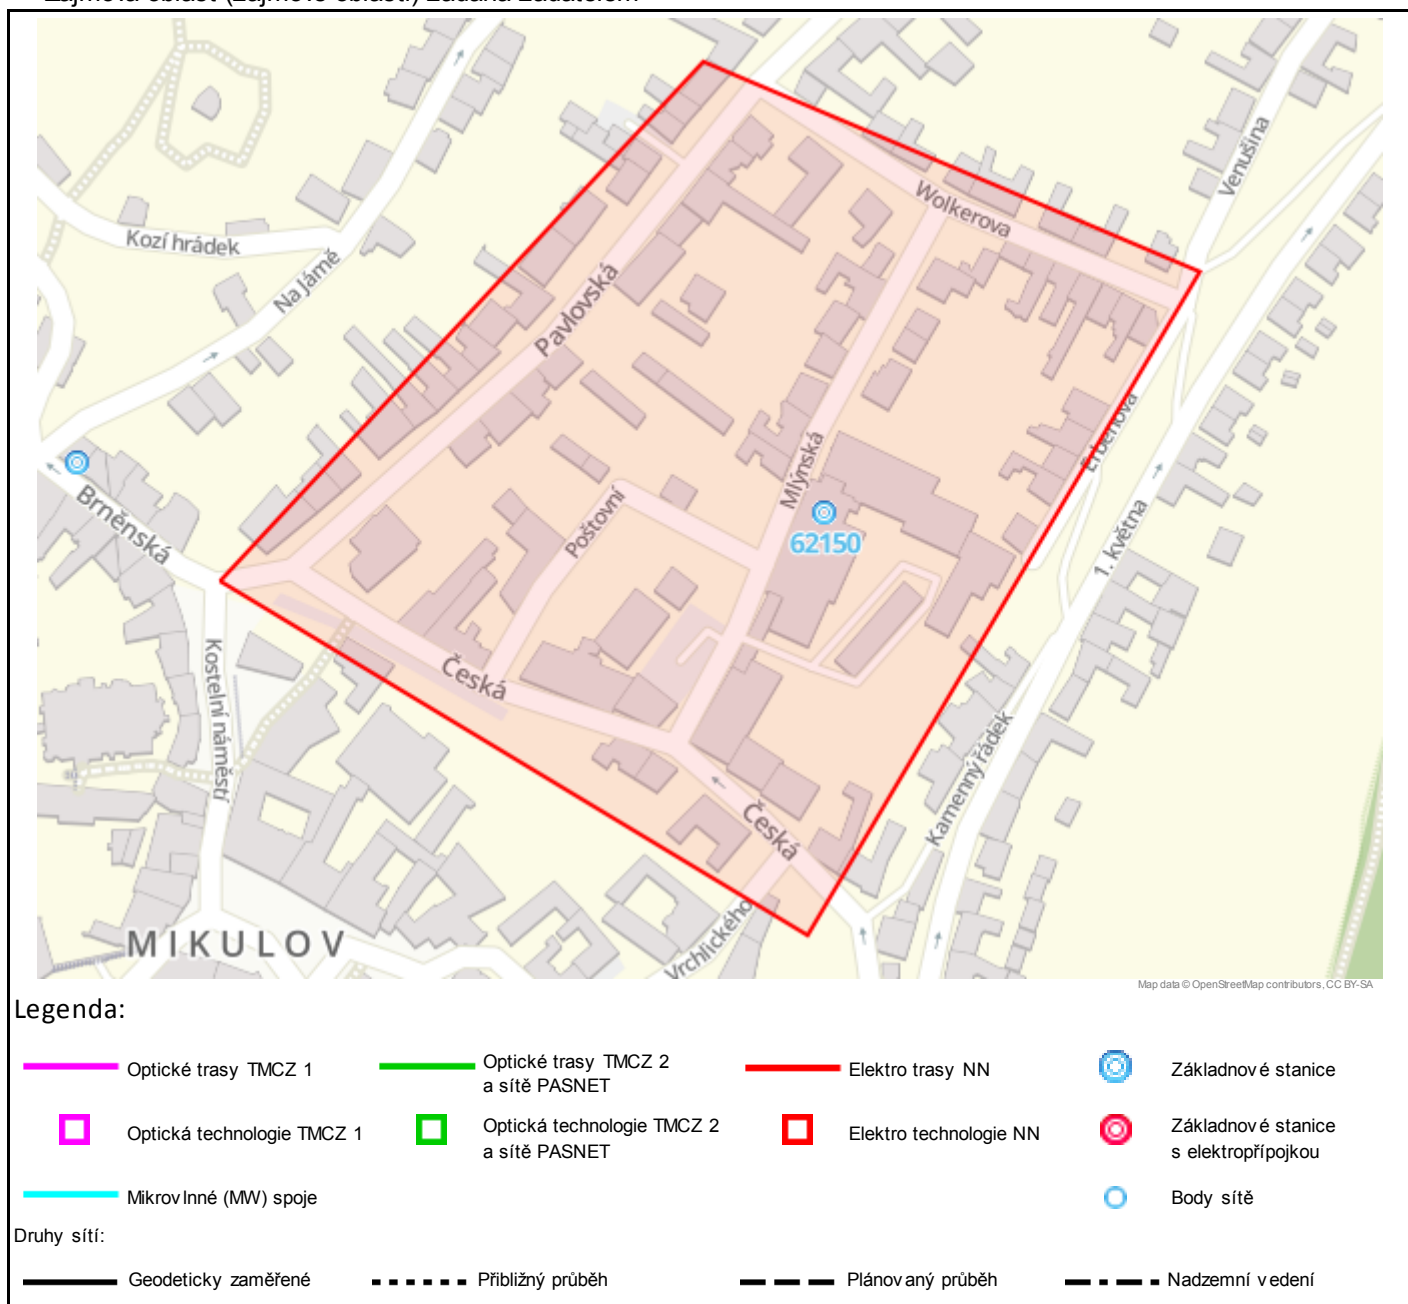 Kozí hrádek
Na Jámě
Pavlovská
Wolkerova
Venušina
Brněnská
Poštovní
Mlýnská
62150
Erbenova
1. května
Kostelní náměstí
Česká
Česká
Kamenný řádek
Vrchlického
MIKULOV
Map data © OpenStreetMap contributors, CC BY-SA
Legenda:
Optické trasy TMCZ 1
Optické trasy TMCZ 2
a sítě PASNET
Elektro trasy NN
Základnové stanice
Optická technologie TMCZ 1
Optická technologie TMCZ 2
a sítě PASNET
Elektro technologie NN
Základnové stanice
s elektropřípojkou
Mikrovlnné (MW) spoje
Body sítě
Druhy sítí:
Geodeticky zaměřené
Přibližný průběh
Plánovaný průběh
Nadzemní vedení